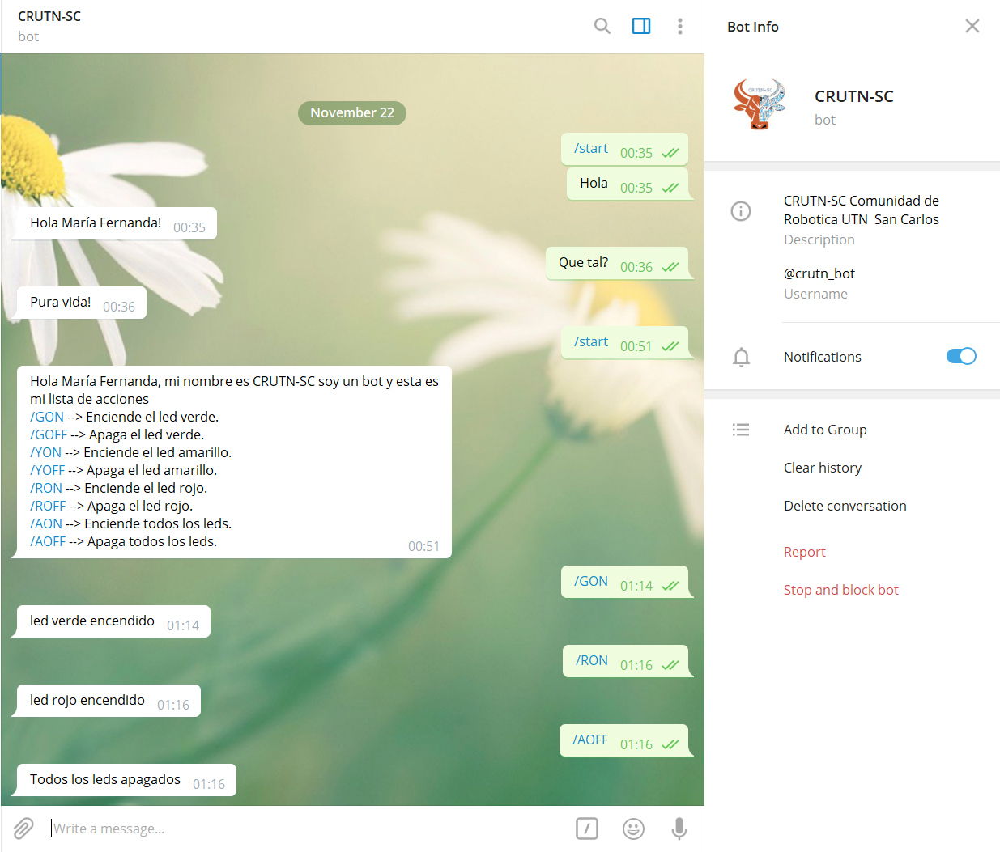 CRUTN-SC
bot
November 22
/start 00:35
Hola 00:35
Hola María Fernanda! 00:35
Que tal? 00:36
Pura vida! 00:36
/start 00:51
Hola María Fernanda, mi nombre es CRUTN-SC soy un bot y esta es
mi lista de acciones
/GON --> Enciende el led verde.
/GOFF --> Apaga el led verde.
/YON --> Enciende el led amarillo.
/YOFF --> Apaga el led amarillo.
/RON --> Enciende el led rojo.
/ROFF --> Apaga el led rojo.
/AON --> Enciende todos los leds.
/AOFF --> Apaga todos los leds.
00:51
/GON 01:14
led verde encendido 01:14
/RON 01:16
led rojo encendido 01:16
/AOFF 01:16
Todos los leds apagados 01:16
Write a message...
Bot Info
CRUTN-SC
CRUTN-SC
bot
CRUTN-SC Comunidad de
Robotica UTN  San Carlos
Description
@crutn_bot
Username
Notifications
Add to Group
Clear history
Delete conversation
Report
Stop and block bot